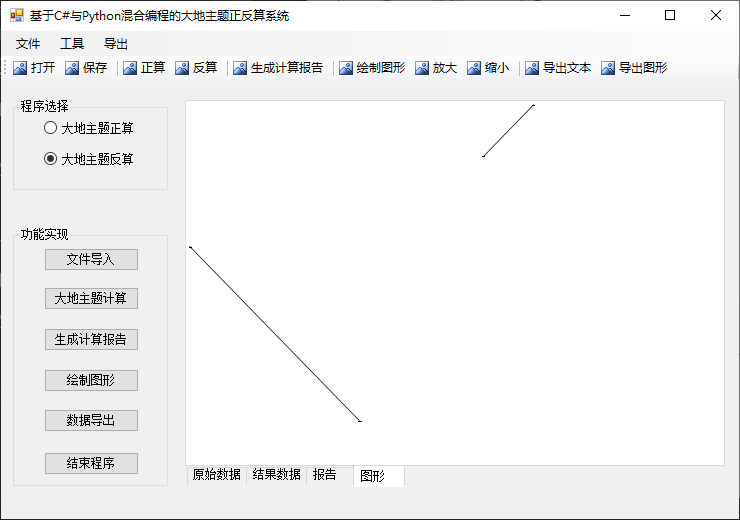 基于C#与Python混合编程的大地主题正反算系统
文件 工具 导出
打开 保存 正算 反算 生成计算报告 绘制图形 放大 缩小 导出文本 导出图形
程序选择
大地主题正算
大地主题反算
功能实现
文件导入
大地主题计算
生成计算报告
绘制图形
数据导出
结束程序
原始数据 结果数据 报告 图形